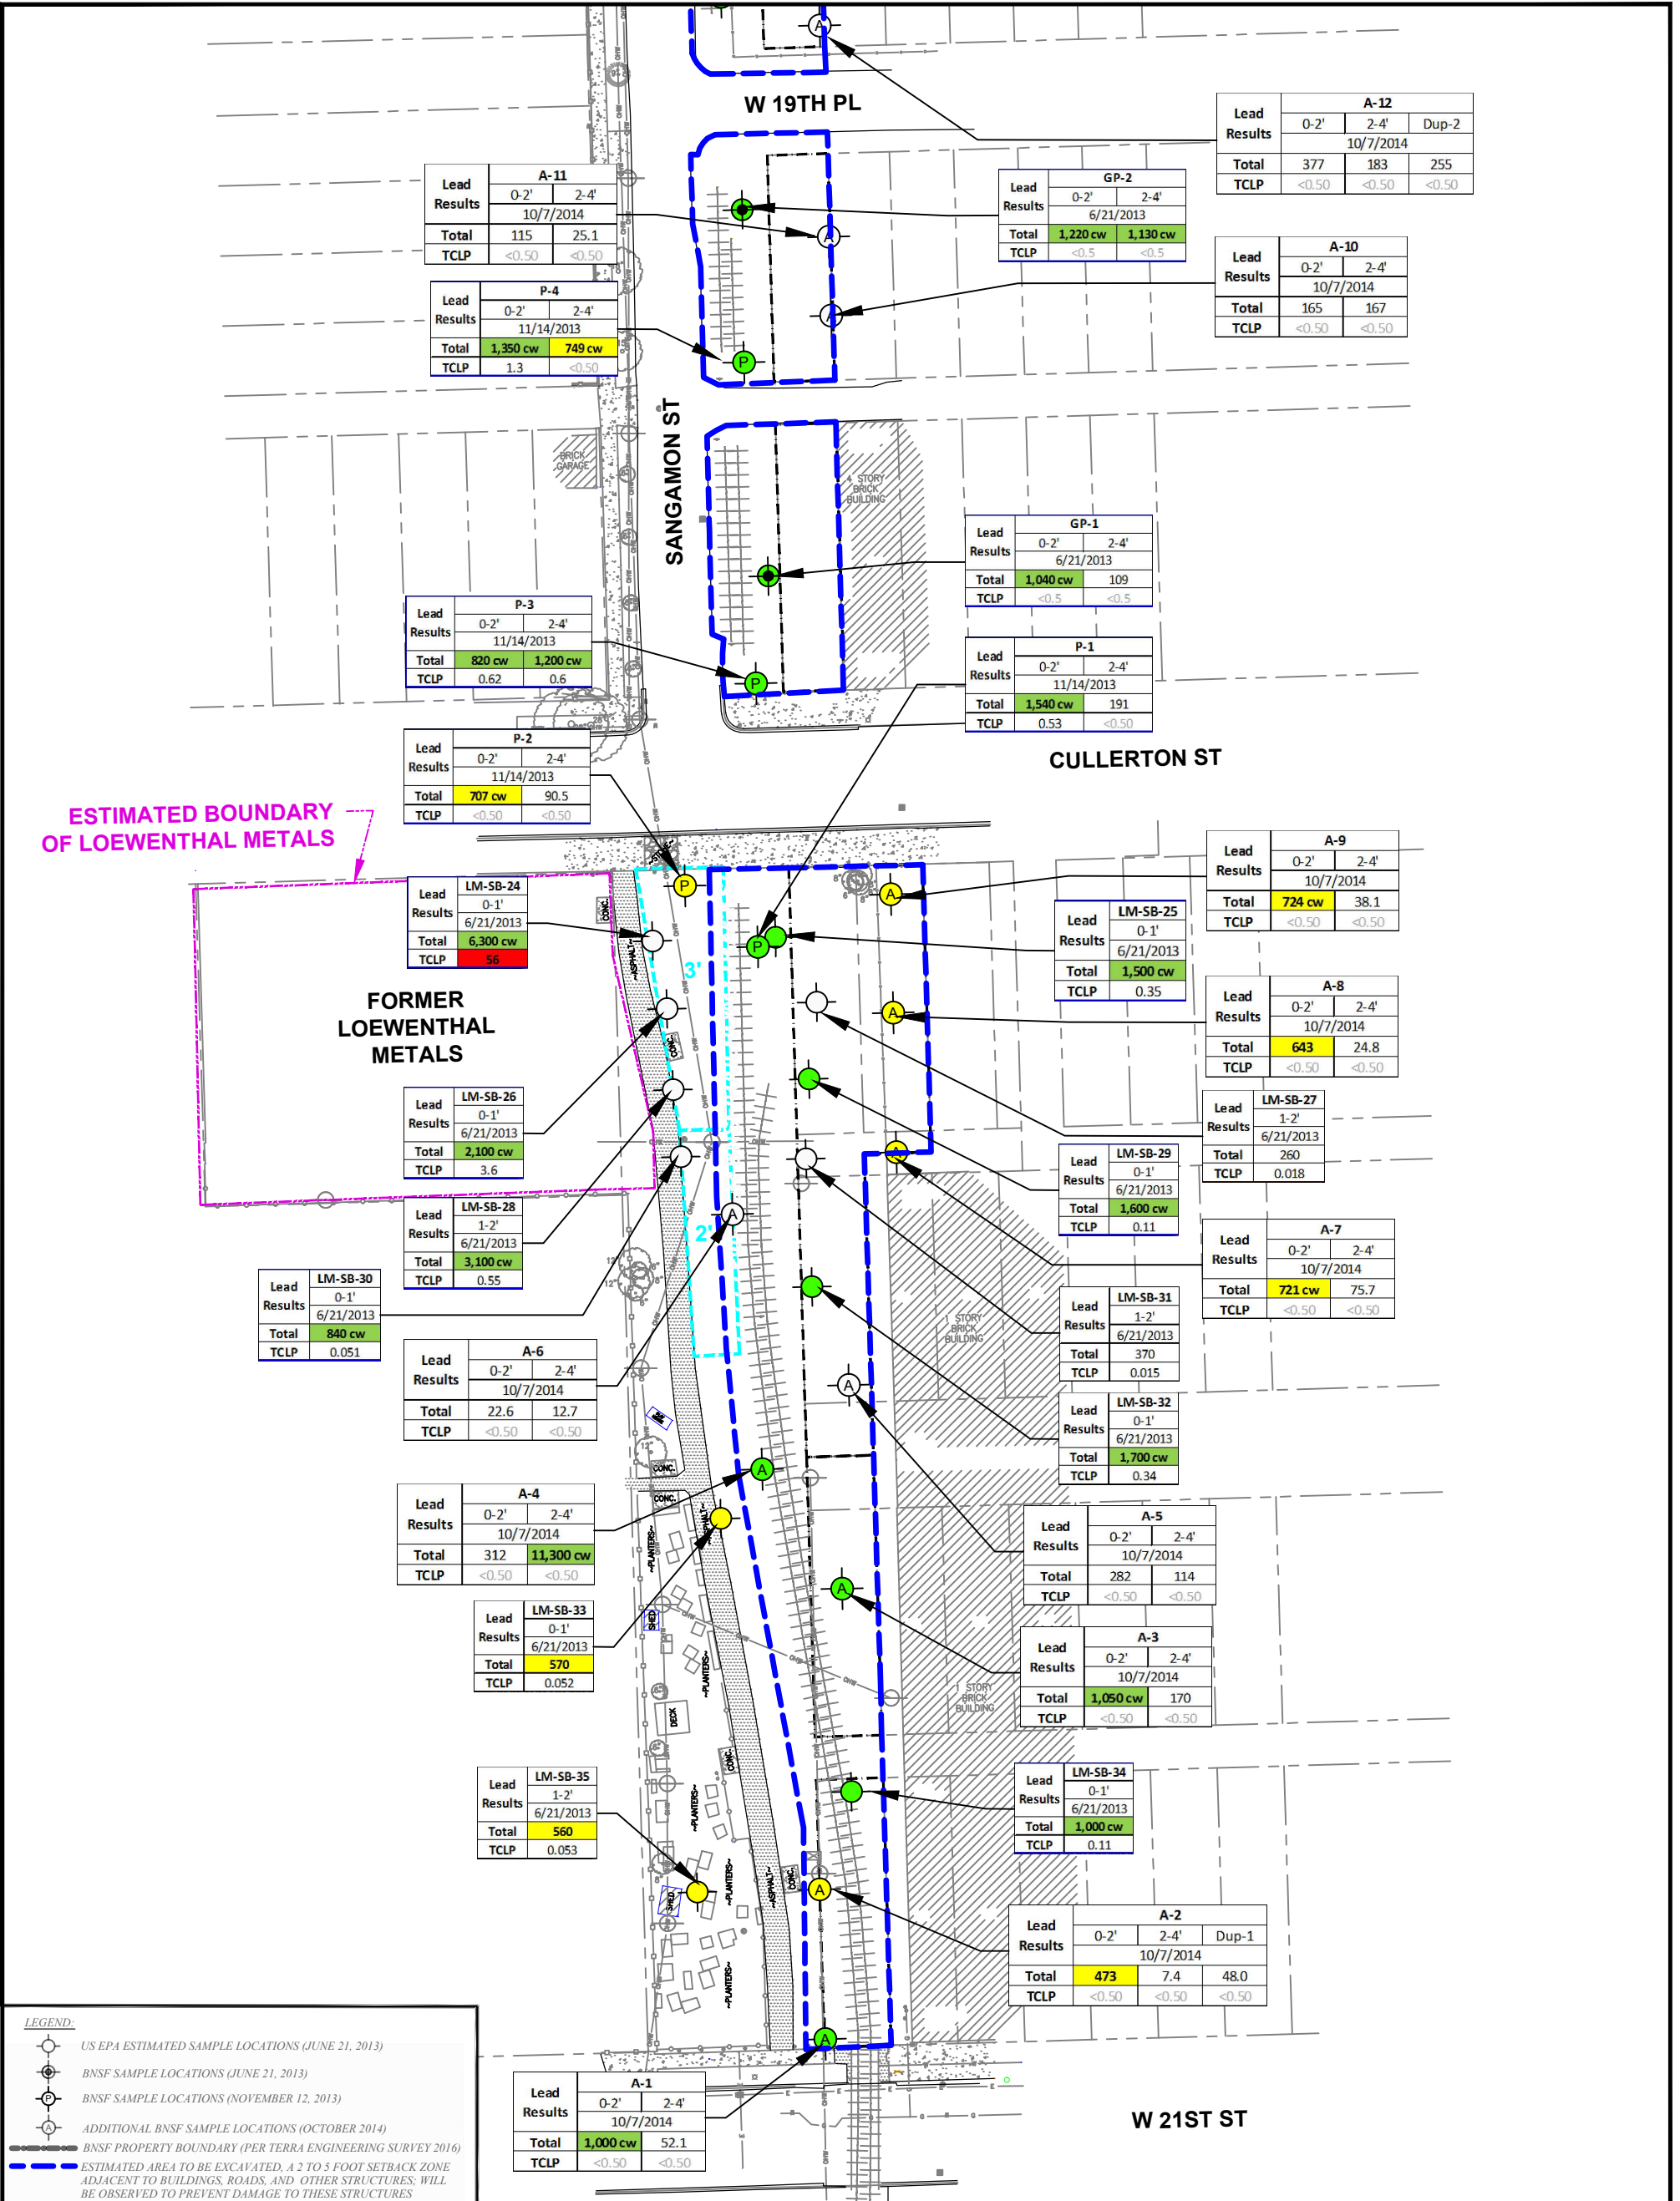 W 19TH PL
Lead Results A-12
0-2' 2-4' Dup-2
10/7/2014
Total 377 183 255
TCLP <0.50 <0.50 <0.50
Lead Results A-11
0-2' 2-4'
10/7/2014
Total 115 25.1
TCLP <0.50 <0.50
Lead Results GP-2
0-2' 2-4'
6/21/2013
Total 1,220 cw 1,130 cw
TCLP <0.5 <0.5
Lead Results A-10
0-2' 2-4'
10/7/2014
Total 165 167
TCLP <0.50 <0.50
Lead Results P-4
0-2' 2-4'
11/14/2013
Total 1,350 cw 749 cw
TCLP 1.3 <0.50
SANGAMON ST
BRICK GARAGE
4 STORY
BRICK
BUILDING
Lead Results GP-1
0-2' 2-4'
6/21/2013
Total 1,040 cw 109
TCLP <0.5 <0.5
Lead Results P-3
0-2' 2-4'
11/14/2013
Total 820 cw 1,200 cw
TCLP 0.62 0.6
Lead Results P-1
0-2' 2-4'
11/14/2013
Total 1,540 cw 191
TCLP 0.53 <0.50
Lead Results P-2
0-2' 2-4'
11/14/2013
Total 707 cw 90.5
TCLP <0.50 <0.50
CULLERTON ST
ESTIMATED BOUNDARY
OF LOEWENTHAL METALS
Lead Results A-9
0-2' 2-4'
10/7/2014
Total 724 cw 38.1
TCLP <0.50 <0.50
Lead Results LM-SB-24
0-1'
6/21/2013
Total 6,300 cw
TCLP 56
Lead Results LM-SB-25
0-1'
6/21/2013
Total 1,500 cw
TCLP 0.35
3'
FORMER
LOEWENTHAL
METALS
Lead Results A-8
0-2' 2-4'
10/7/2014
Total 643 24.8
TCLP <0.50 <0.50
Lead Results LM-SB-26
0-1'
6/21/2013
Total 2,100 cw
TCLP 3.6
Lead Results LM-SB-27
1-2'
6/21/2013
Total 260
TCLP 0.018
Lead Results LM-SB-29
0-1'
6/21/2013
Total 1,600 cw
TCLP 0.11
Lead Results LM-SB-28
1-2'
6/21/2013
Total 3,100 cw
TCLP 0.55
2'
Lead Results A-7
0-2' 2-4'
10/7/2014
Total 721 cw 75.7
TCLP <0.50 <0.50
Lead Results LM-SB-30
0-1'
6/21/2013
Total 840 cw
TCLP 0.051
Lead Results LM-SB-31
1-2'
6/21/2013
Total 370
TCLP 0.015
1 STORY
BRICK
BUILDING
Lead Results A-6
0-2' 2-4'
10/7/2014
Total 22.6 12.7
TCLP <0.50 <0.50
Lead Results LM-SB-32
0-1'
6/21/2013
Total 1,700 cw
TCLP 0.34
Lead Results A-4
0-2' 2-4'
10/7/2014
Total 312 11,300 cw
TCLP <0.50 <0.50
Lead Results A-5
0-2' 2-4'
10/7/2014
Total 282 114
TCLP <0.50 <0.50
CONC.
CONC.
~ASPHALT~
~PLANTERS~
SHED
Lead Results LM-SB-33
0-1'
6/21/2013
Total 570
TCLP 0.052
Lead Results A-3
0-2' 2-4'
10/7/2014
Total 1,050 cw 170
TCLP <0.50 <0.50
1 STORY
BRICK
BUILDING
~PLANTERS~
DECK
CONC.
Lead Results LM-SB-35
1-2'
6/21/2013
Total 560
TCLP 0.053
Lead Results LM-SB-34
0-1'
6/21/2013
Total 1,000 cw
TCLP 0.11
~PLANTERS~
~PLANTERS~
SHED
~ASPHALT~
CONC.
~PLANTERS~
Lead Results A-2
0-2' 2-4' Dup-1
10/7/2014
Total 473 7.4 48.0
TCLP <0.50 <0.50 <0.50
Lead Results A-1
0-2' 2-4'
10/7/2014
Total 1,000 cw 52.1
TCLP <0.50 <0.50
W 21ST ST
LEGEND:
US EPA ESTIMATED SAMPLE LOCATIONS (JUNE 21, 2013)
BNSF SAMPLE LOCATIONS (JUNE 21, 2013)
P BNSF SAMPLE LOCATIONS (NOVEMBER 12, 2013)
A ADDITIONAL BNSF SAMPLE LOCATIONS (OCTOBER 2014)
BNSF PROPERTY BOUNDARY (PER TERRA ENGINEERING SURVEY 2016)
ESTIMATED AREA TO BE EXCAVATED, A 2 TO 5 FOOT SETBACK ZONE
ADJACENT TO BUILDINGS, ROADS, AND OTHER STRUCTURES; WILL
BE OBSERVED TO PREVENT DAMAGE TO THESE STRUCTURES